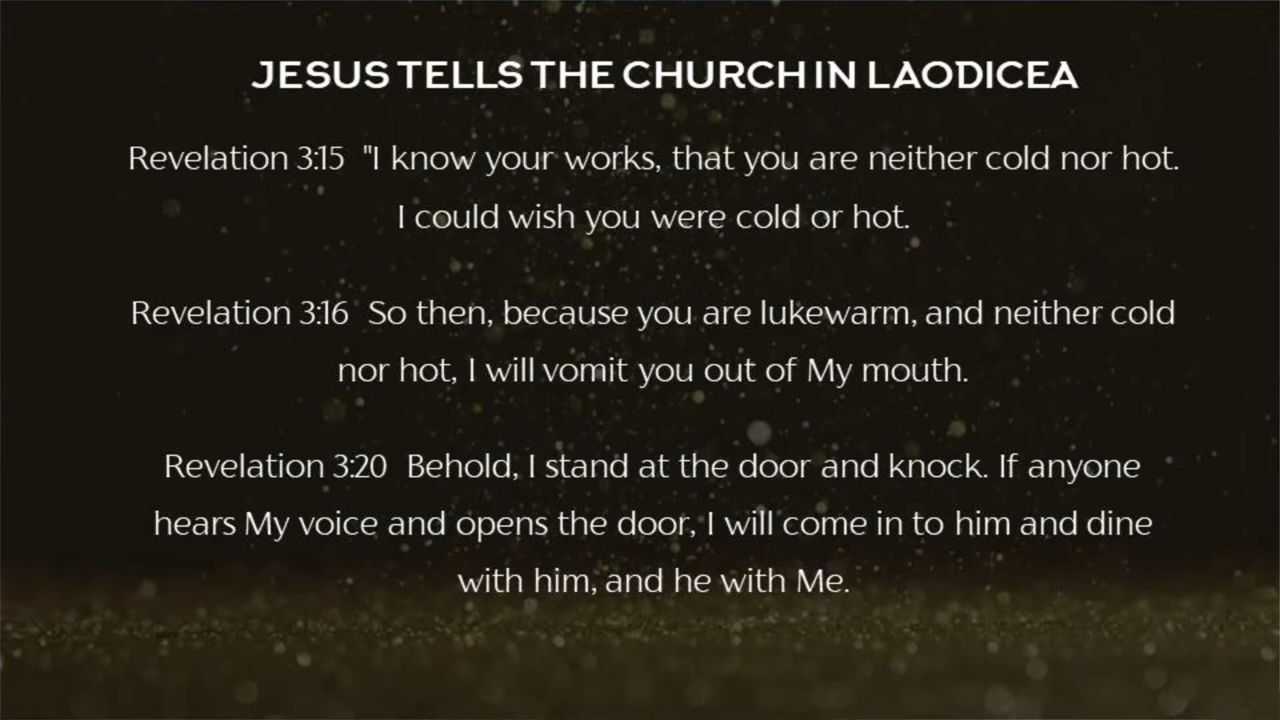 JESUS TELLS THE CHURCH IN LAODICEA
Revelation 3:15 "I know your works, that you are neither cold nor hot.
I could wish you were cold or hot.
Revelation 3:16 So then, because you are lukewarm, and neither cold
nor hot, I will vomit you out of My mouth.
Revelation 3:20 Behold, I stand at the door and knock. If anyone
hears My voice and opens the door, I will come in to him and dine
with him, and he with Me.